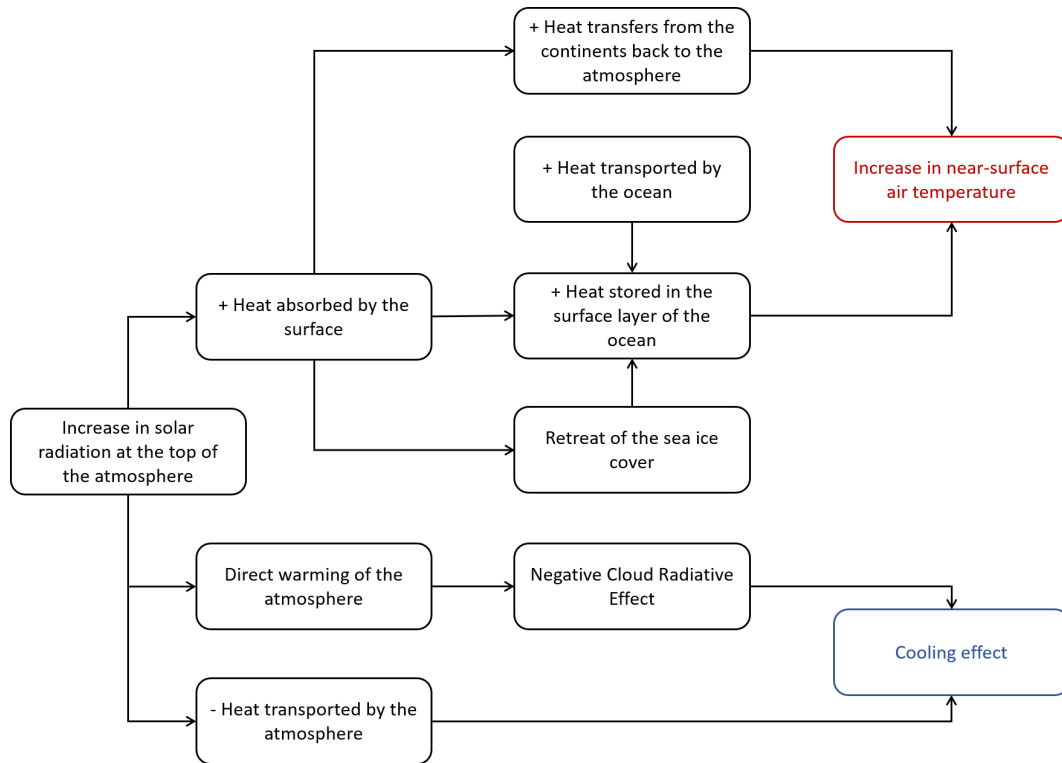 + Heat transfers from the
continents back to the
atmosphere
+ Heat transported by
the ocean
Increase in near-surface
air temperature
+ Heat absorbed by the
surface
+ Heat stored in the
surface layer of the
ocean
Increase in solar
radiation at the top of
the atmosphere
Retreat of the sea ice
cover
Direct warming of the
atmosphere
Negative Cloud Radiative
Effect
Cooling effect
- Heat transported by the
atmosphere